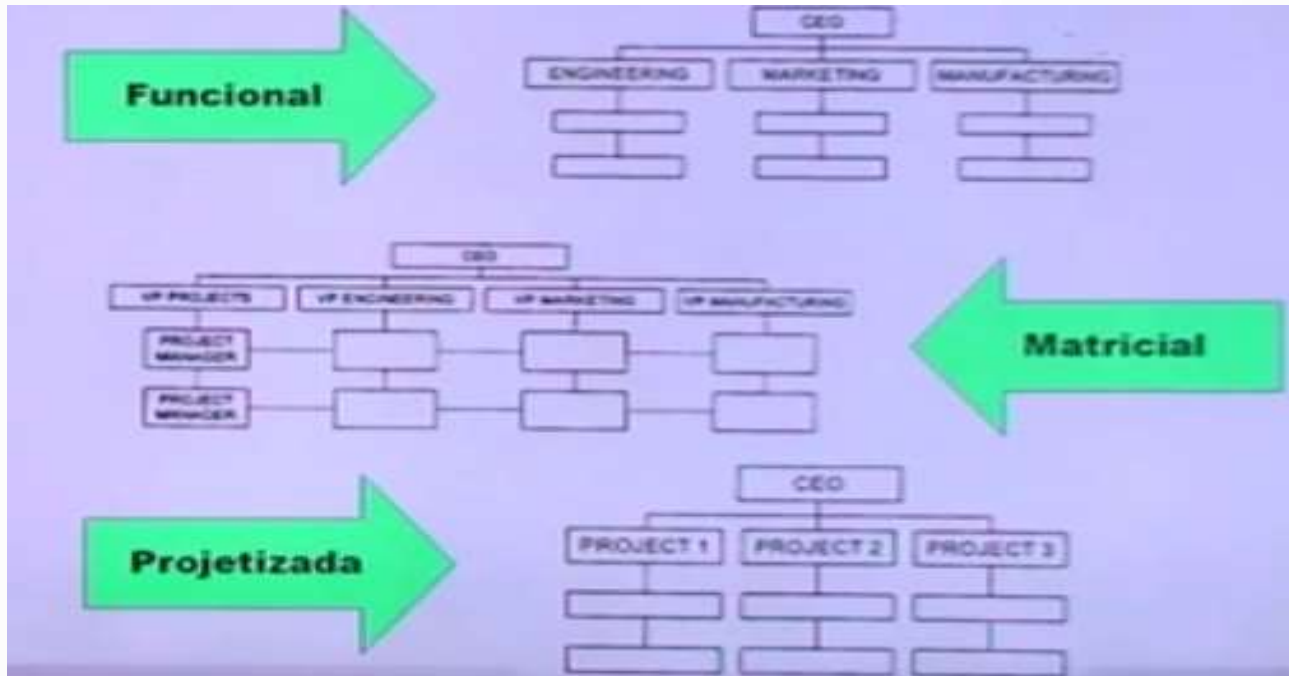 Funcional
CEO
ENGINEERING
MARKETING
MANUFACTURING
CEO
VP PROJECTS
VP ENGINEERING
VP MARKETING
VP MANUFACTURING
PROJECT
MANAGER
PROJECT
MANAGER
Matricial
CEO
Projetizada
PROJECT 1
PROJECT 2
PROJECT 3